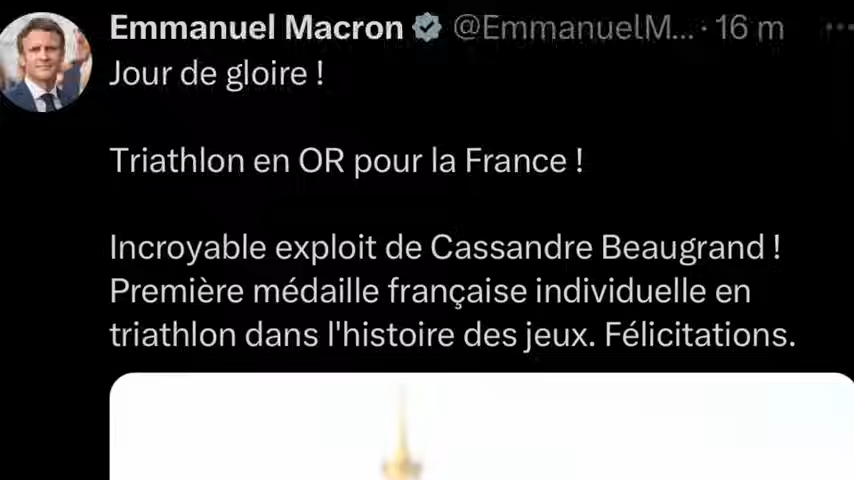 Emmanuel Macron @EmmanuelM... · 16 m
Jour de gloire !
Triathlon en OR pour la France !
Incroyable exploit de Cassandre Beaugrand !
Première médaille française individuelle en
triathlon dans l'histoire des jeux. Félicitations.